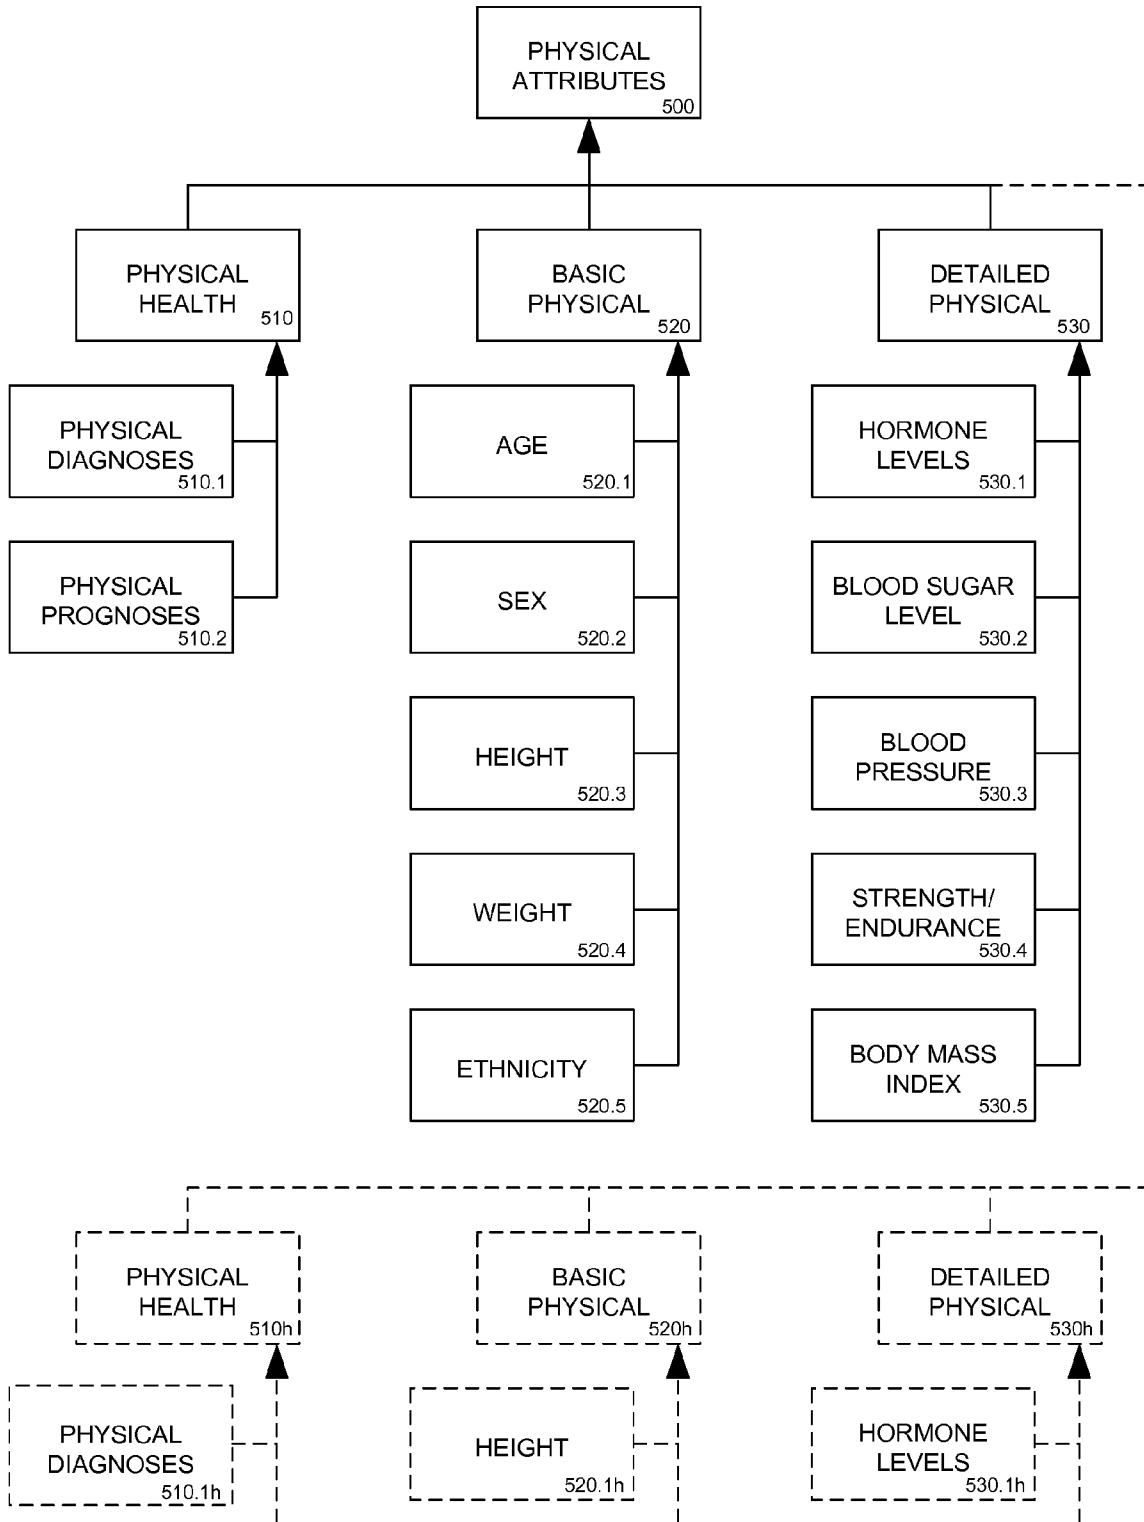 PHYSICAL
ATTRIBUTES
500
PHYSICAL
HEALTH
510
BASIC
PHYSICAL
520
DETAILED
PHYSICAL
530
PHYSICAL
DIAGNOSES
510.1
AGE
520.1
HORMONE
LEVELS
530.1
PHYSICAL
PROGNOSES
510.2
SEX
520.2
BLOOD SUGAR
LEVEL
530.2
HEIGHT
520.3
BLOOD
PRESSURE
530.3
WEIGHT
520.4
STRENGTH/
ENDURANCE
530.4
ETHNICITY
520.5
BODY MASS
INDEX
530.5
PHYSICAL
HEALTH
510h
BASIC
PHYSICAL
520h
DETAILED
PHYSICAL
530h
PHYSICAL
DIAGNOSES
510.1h
HEIGHT
520.1h
HORMONE
LEVELS
530.1h